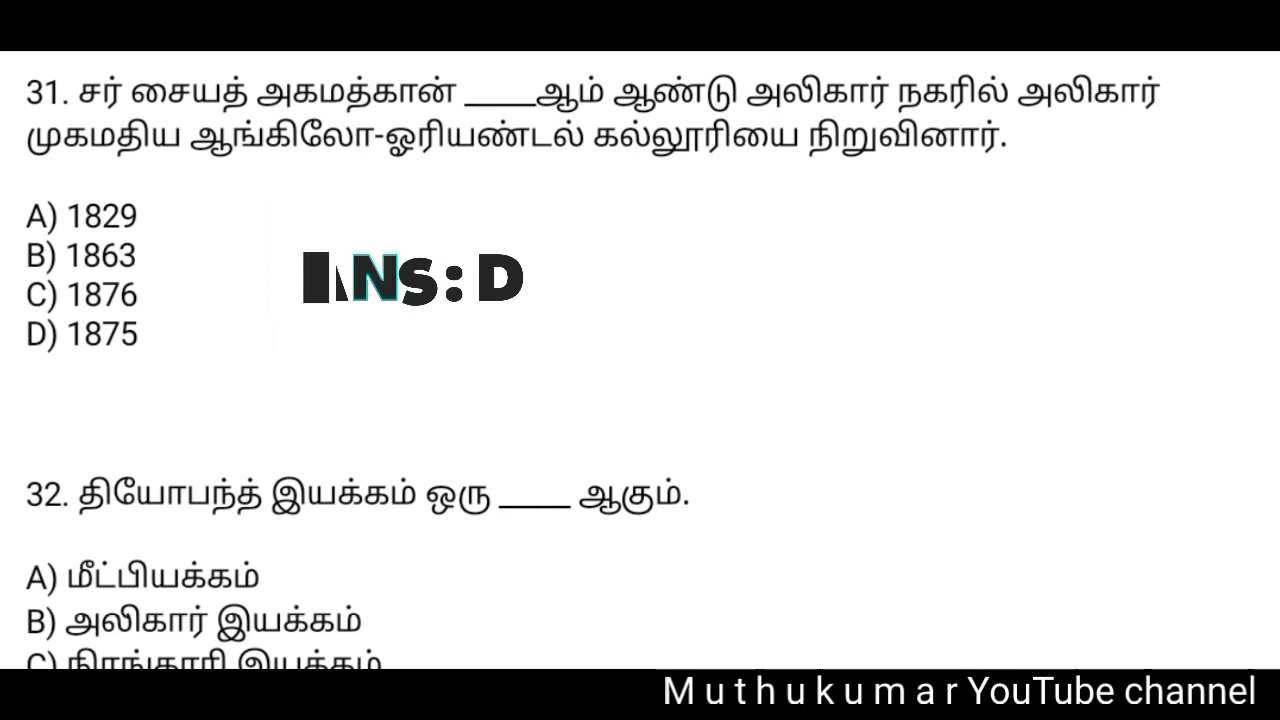 31. சர் சையத் அகமத்கான் ____ஆம் ஆண்டு அலிகார் நகரில் அலிகார்
முகமதிய ஆங்கிலோ-ஓரியண்டல் கல்லூரியை நிறுவினார்.
A) 1829
B) 1863
C) 1876
D) 1875
ANS: D
32. தியோபந்த் இயக்கம் ஒரு ____ ஆகும்.
A) மீட்பியக்கம்
B) அலிகார் இயக்கம்
C) நிரங்காரி இயக்கம்
Muthukumar YouTube channel